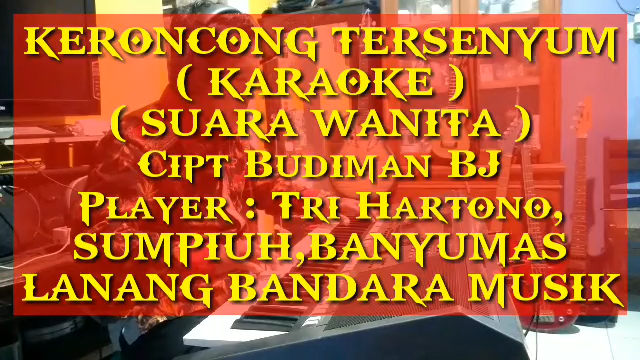 KERONCONG TERSENYUM
( KARAOKE )
( SUARA WANITA )
CIPT BUDIMAN BJ
PLAYER : TRI HARTONO,
SUMPIUH,BANYUMAS
LANANG BANDARA MUSIK